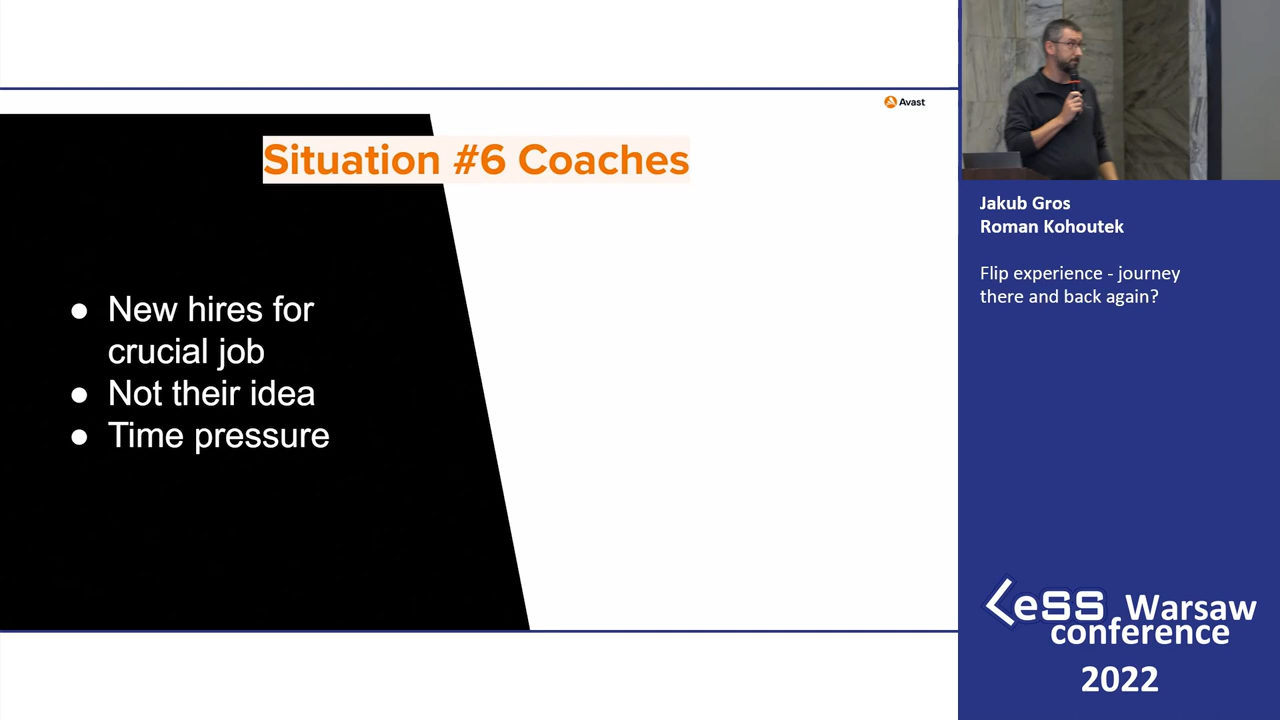 Avast
Situation #6 Coaches
● New hires for
crucial job
● Not their idea
● Time pressure
Jakub Gros
Roman Kohoutek
Flip experience - journey
there and back again?
LeSS Warsaw
conference
2022